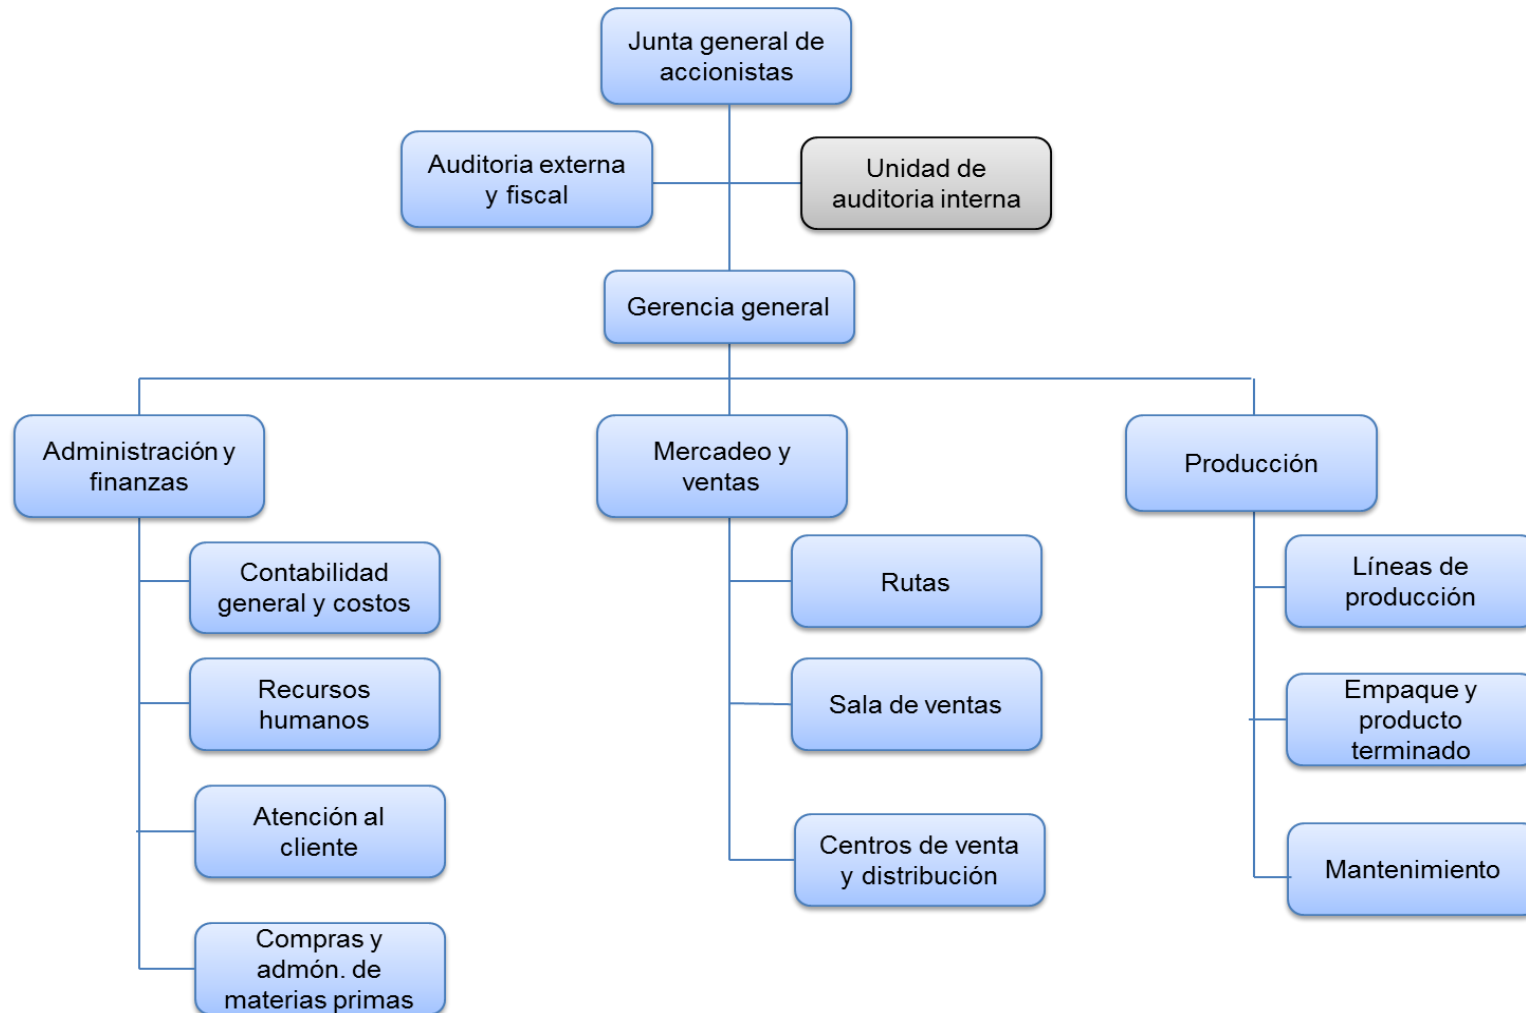 Junta general de
accionistas
Auditoria externa
y fiscal
Unidad de
auditoria interna
Gerencia general
Administración y
finanzas
Mercadeo y
ventas
Producción
Contabilidad
general y costos
Recursos
humanos
Atención al
cliente
Compras y
admón. de
materias primas
Rutas
Sala de ventas
Centros de venta
y distribución
Líneas de
producción
Empaque y
producto
terminado
Mantenimiento